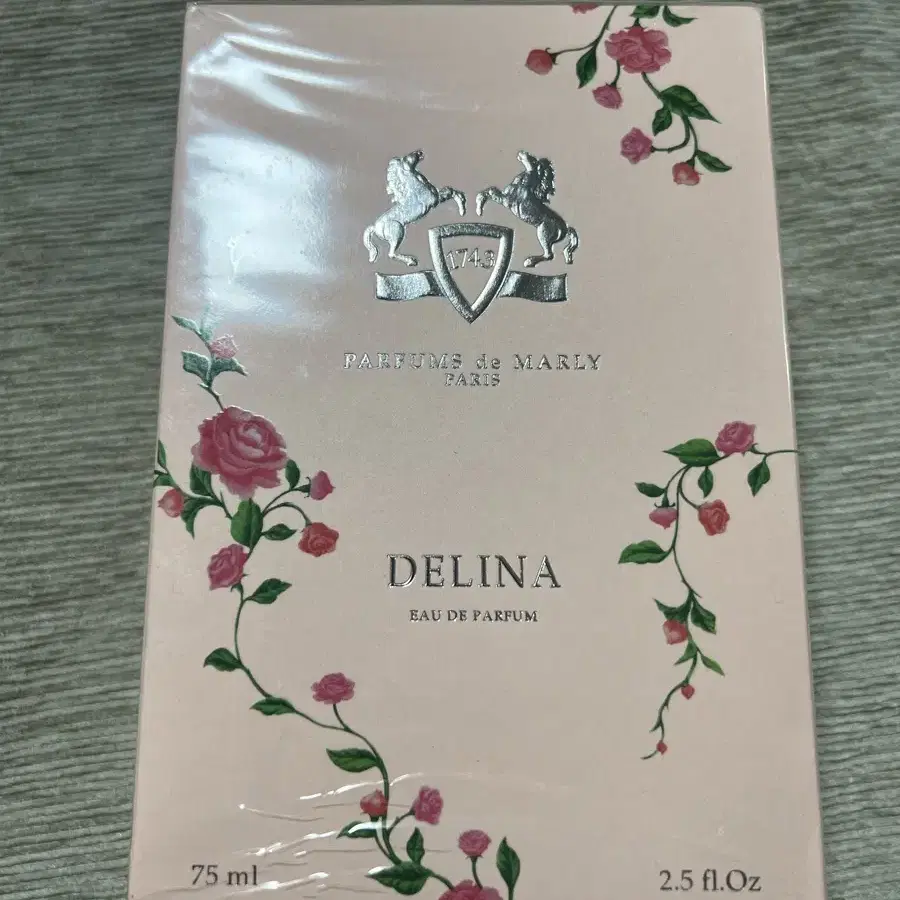 1743
PARFUMS de MARLY
PARIS
DELINA
EAU DE PARFUM
75 ml
2.5 fl.Oz